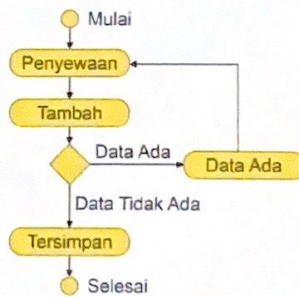 Mulai
Penyewaan
Tambah
Data Ada
Data Ada
Data Tidak Ada
Tersimpan
Selesai